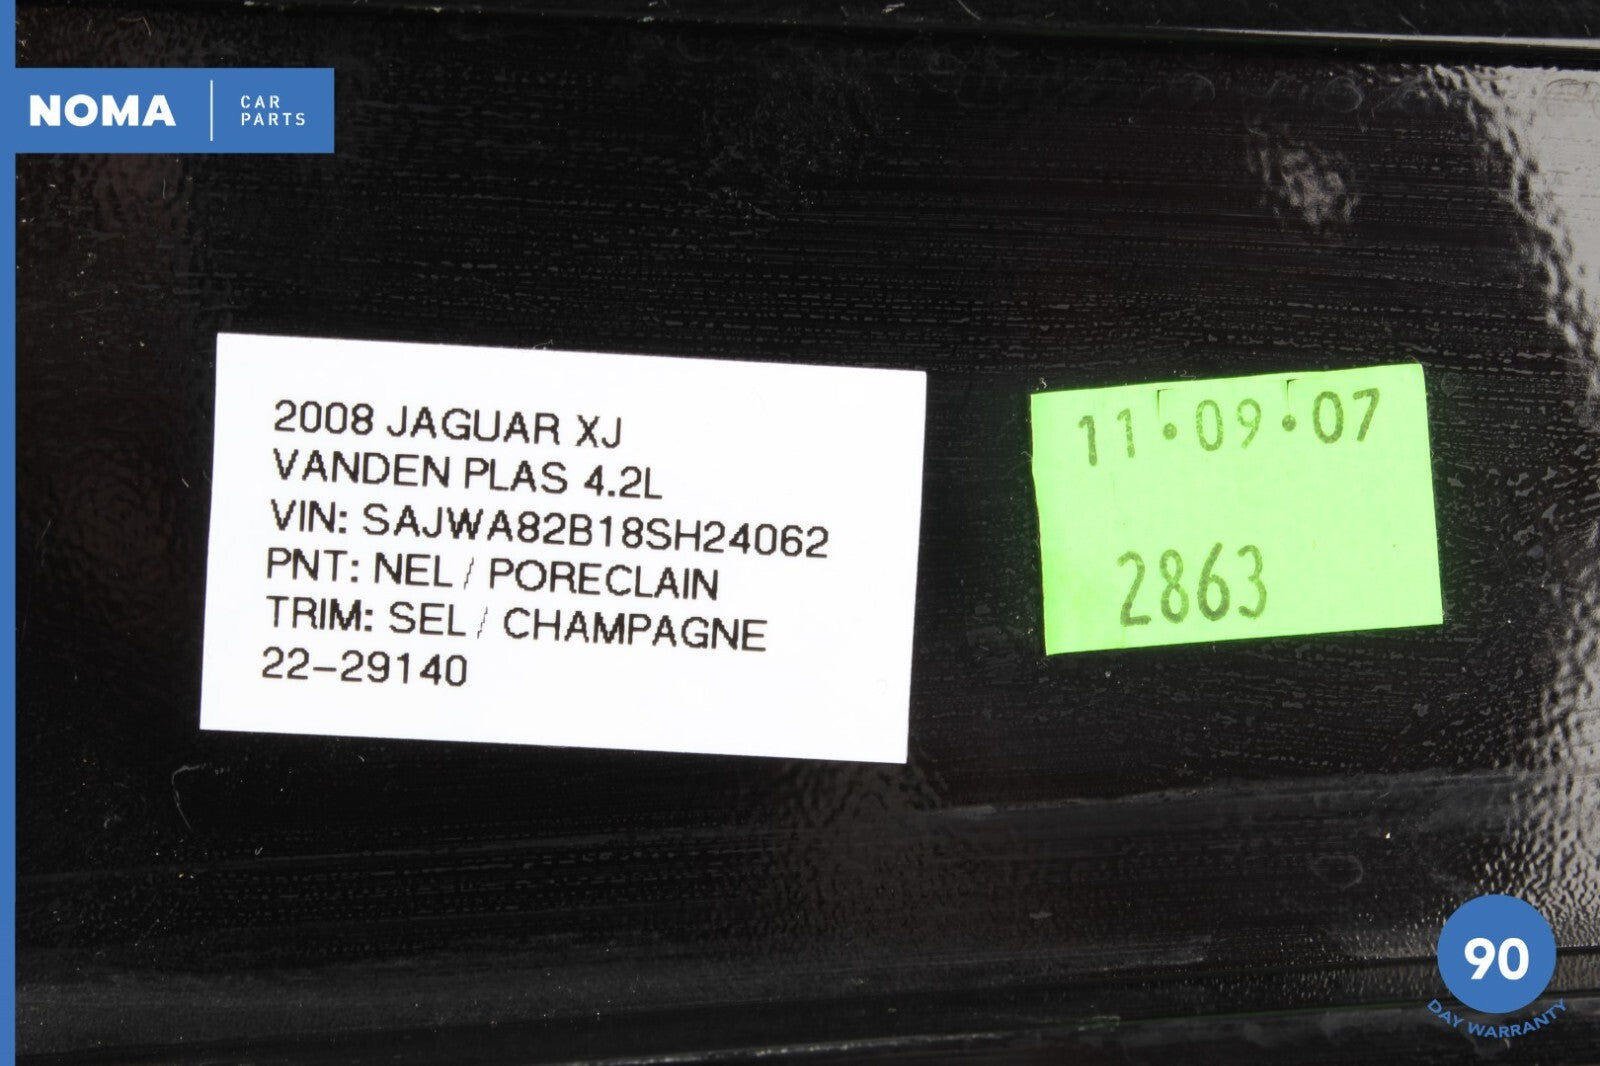 NOMA
CAR
PARTS
2008 JAGUAR XJ
VANDEN PLAS 4.2L
VIN: SAJWA82B18SH24062
PNT: NEL / PORECLAIN
TRIM: SEL / CHAMPAGNE
22-29140
11.09.07
2863
90
DAY WARRANTY